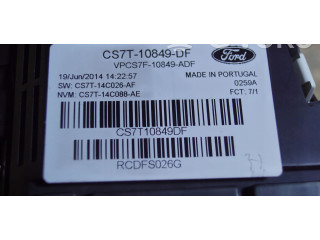 CS7T-10849-DF
VPCS7F-10849-ADF
Ford
19/Jun/2014 14:22:57
MADE IN PORTUGAL
SW: CS7T-14C026-AF
0250A
NVM: CS7T-14C088-AE
FCT: 7/1
CS7T10849DF
RCDFS026G